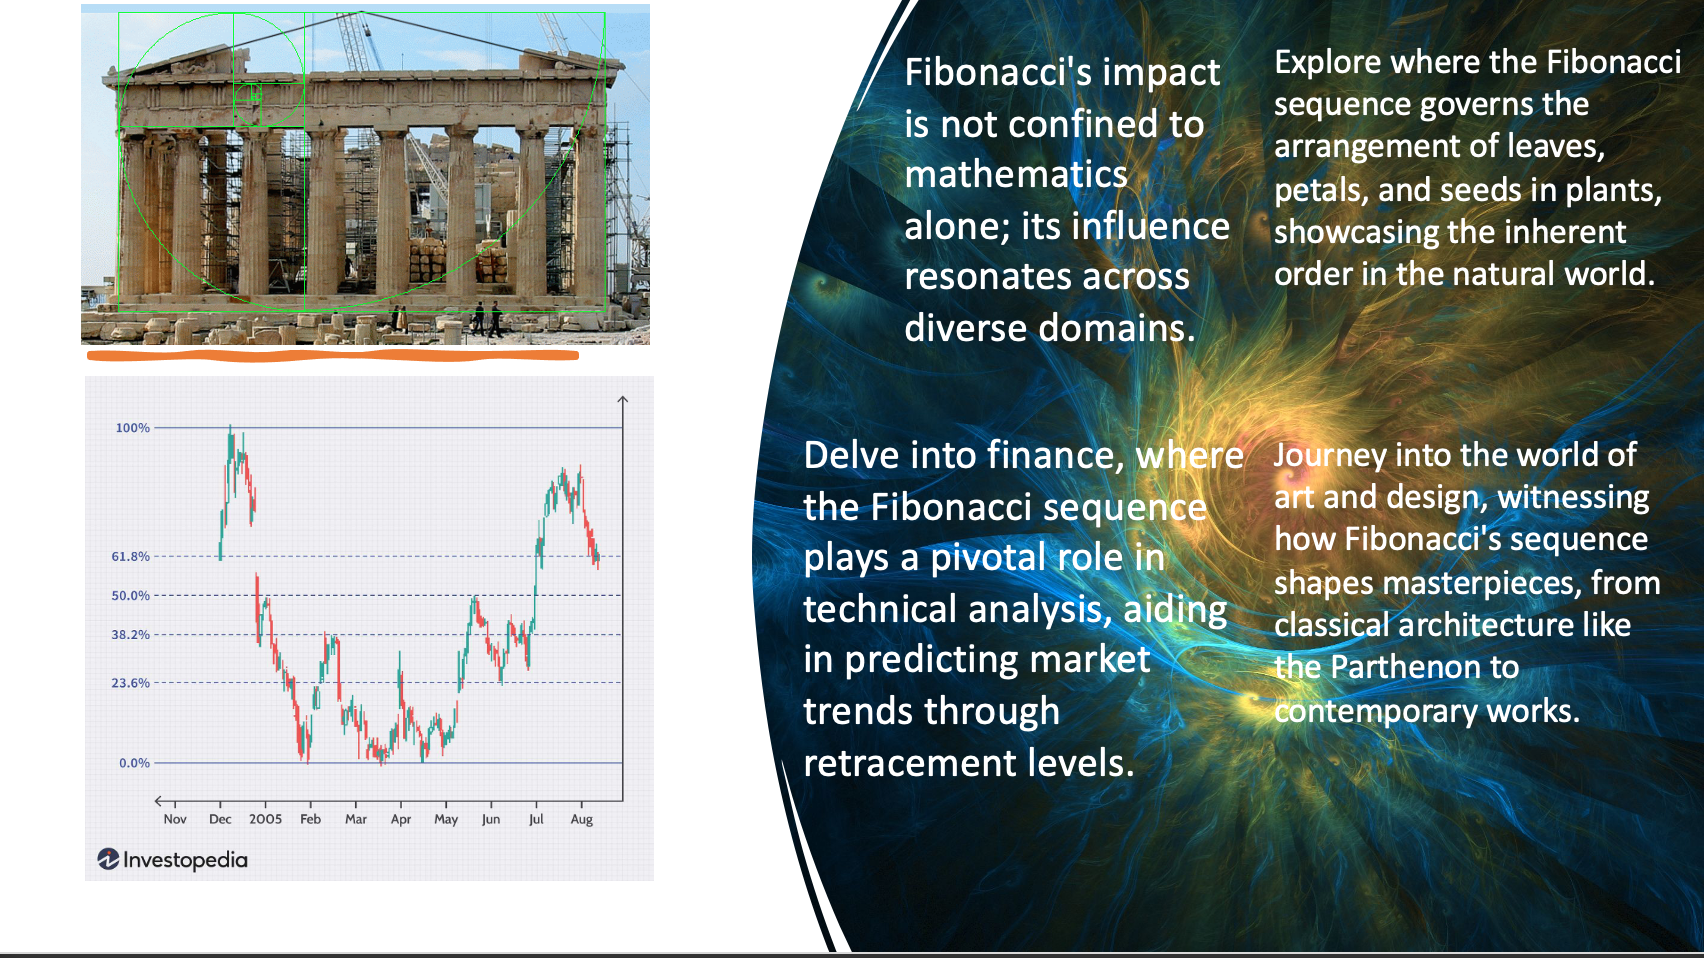 Fibonacci's impact
is not confined to
mathematics
alone; its influence
resonates across
diverse domains.
Explore where the Fibonacci
sequence governs the
arrangement of leaves,
petals, and seeds in plants,
showcasing the inherent
order in the natural world.
Delve into finance, where
the Fibonacci sequence
plays a pivotal role in
technical analysis, aiding
in predicting market
trends through
retracement levels.
Journey into the world of
art and design, witnessing
how Fibonacci's sequence
shapes masterpieces, from
classical architecture like
the Parthenon to
contemporary works.
100%
61.8%
50.0%
38.2%
23.6%
0.0%
Nov Dec 2005 Feb Mar Apr May Jun Jul Aug
Investopedia